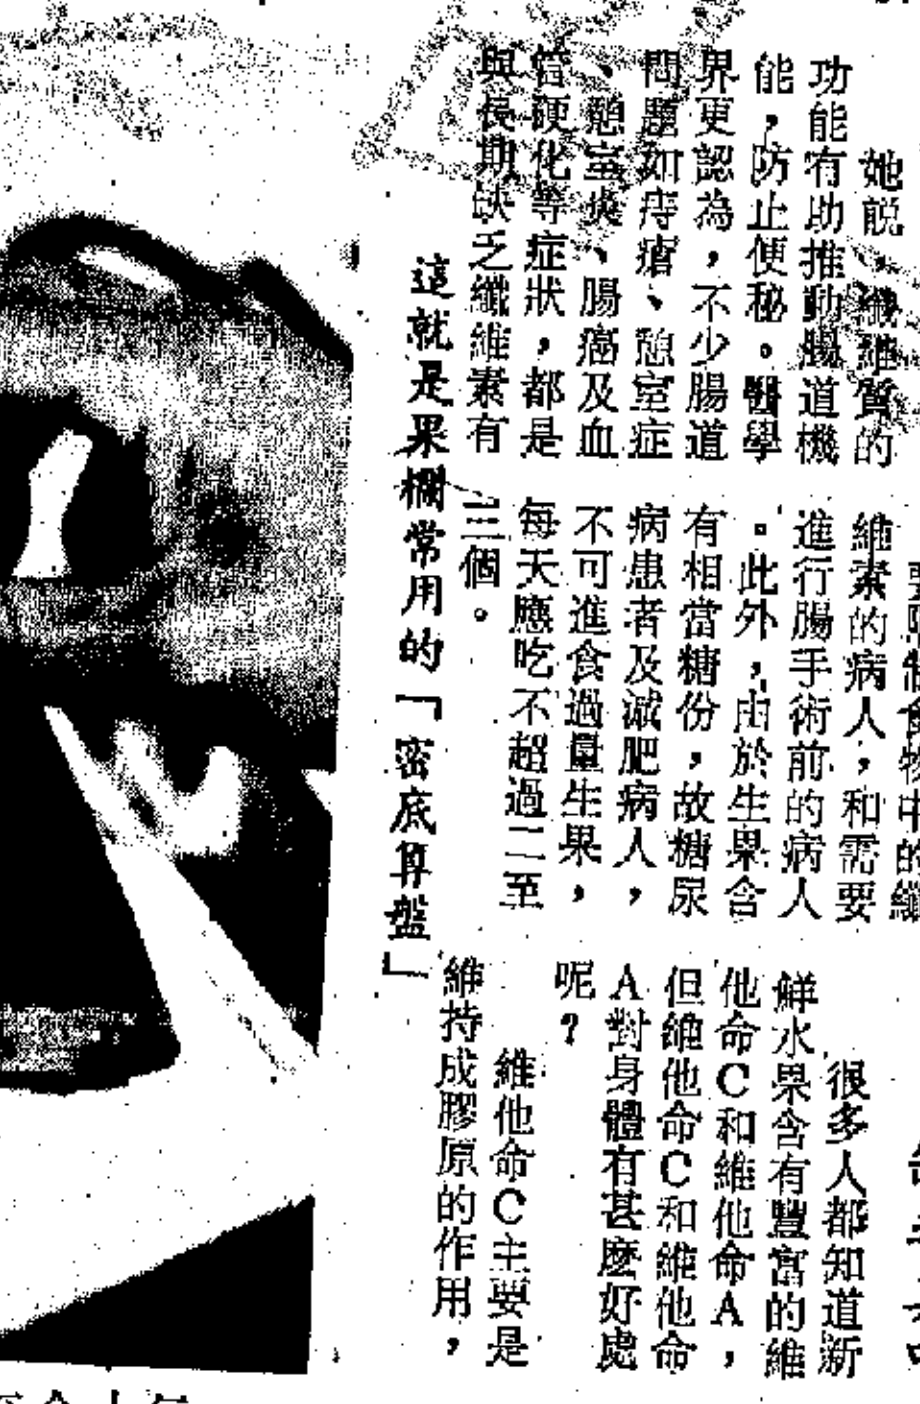 她說，纖維質的
功能有助推動腸道機
能，防止便秘。醫學
界更認為，不少腸道
問題如痔瘡、憩室症
、憩室炎、腸癌及血
管硬化等症狀，都是
與長期缺乏纖維素有
要限制食物中的纖
維素的病人，和需要
進行腸手術前的病人
。此外，由於生果含
有相當糖份，故糖尿
病患者及減肥病人，
不可進食過量生果，
每天應吃不超過二至
三個。
很多人都知道新
鮮水果含有豐富的維
他命C和維他命A，
但維他命C和維他命
A對身體有甚麼好處
呢？
維他命C主要是
維持成膠原的作用，
這就是果欄常用的「密底算盤」